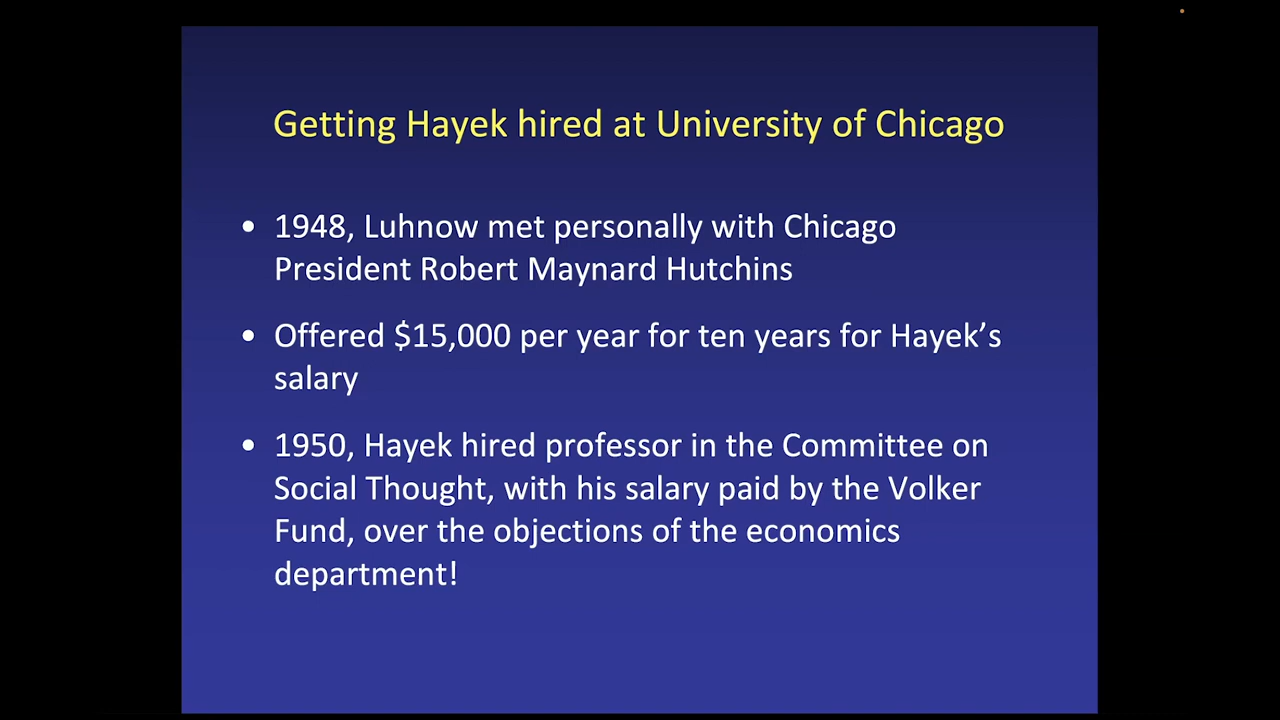 Getting Hayek hired at University of Chicago
• 1948, Luhnow met personally with Chicago
President Robert Maynard Hutchins
• Offered $15,000 per year for ten years for Hayek’s
salary
• 1950, Hayek hired professor in the Committee on
Social Thought, with his salary paid by the Volker
Fund, over the objections of the economics
department!